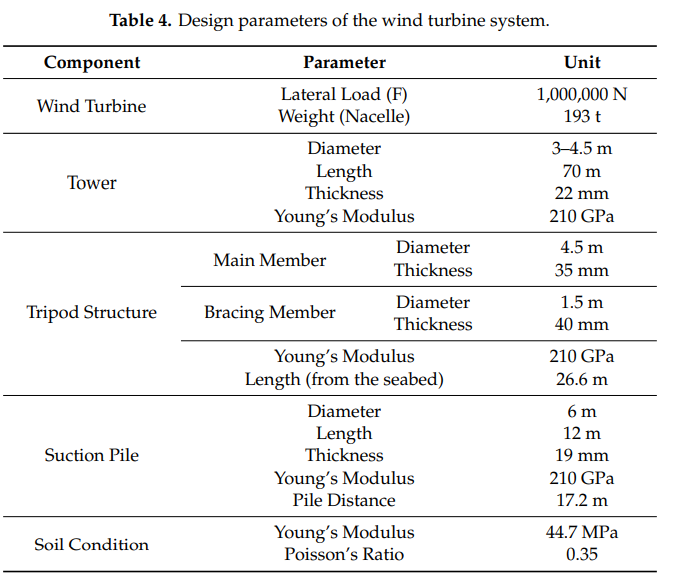 Table 4. Design parameters of the wind turbine system.
Component Parameter Unit
Lateral Load (F) 1,000,000 N
Wind Turbine
Weight (Nacelle) 193 t
Diameter 3–4.5 m
Length 70 m
Tower
Thickness 22 mm
Young's Modulus 210 GPa
Diameter 4.5 m
Main Member
Thickness 35 mm
Diameter 1.5 m
Tripod Structure Bracing Member
Thickness 40 mm
Young's Modulus 210 GPa
Length (from the seabed) 26.6 m
Diameter 6 m
Length 12 m
Suction Pile Thickness 19 mm
Young's Modulus 210 GPa
Pile Distance 17.2 m
Young's Modulus 44.7 MPa
Soil Condition
Poisson's Ratio 0.35